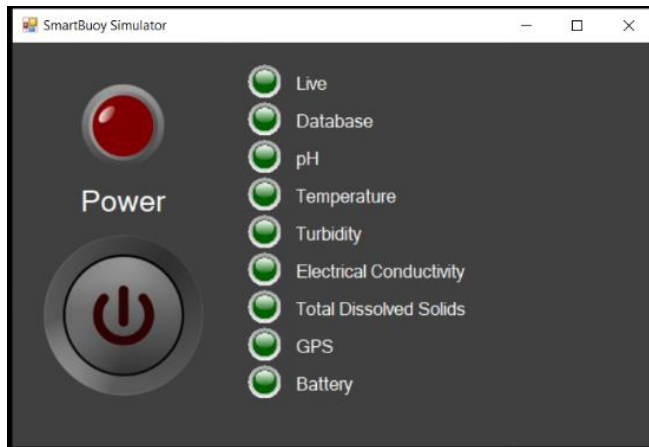 SmartBuoy Simulator
Power
Live
Database
pH
Temperature
Turbidity
Electrical Conductivity
Total Dissolved Solids
GPS
Battery